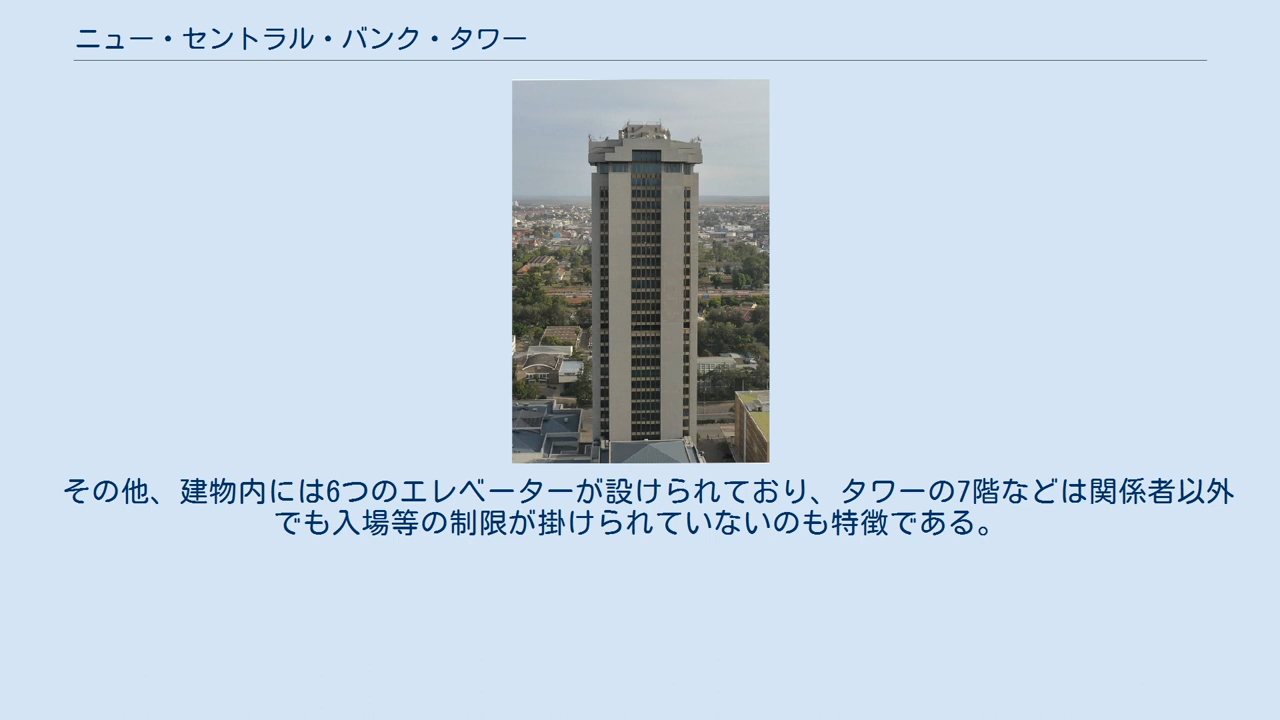 ニュー・セントラル・バンク・タワー
その他、建物内には6つのエレベーターが設けられており、タワーの7階などは関係者以外
でも入場等の制限が掛けられていないのも特徴である。